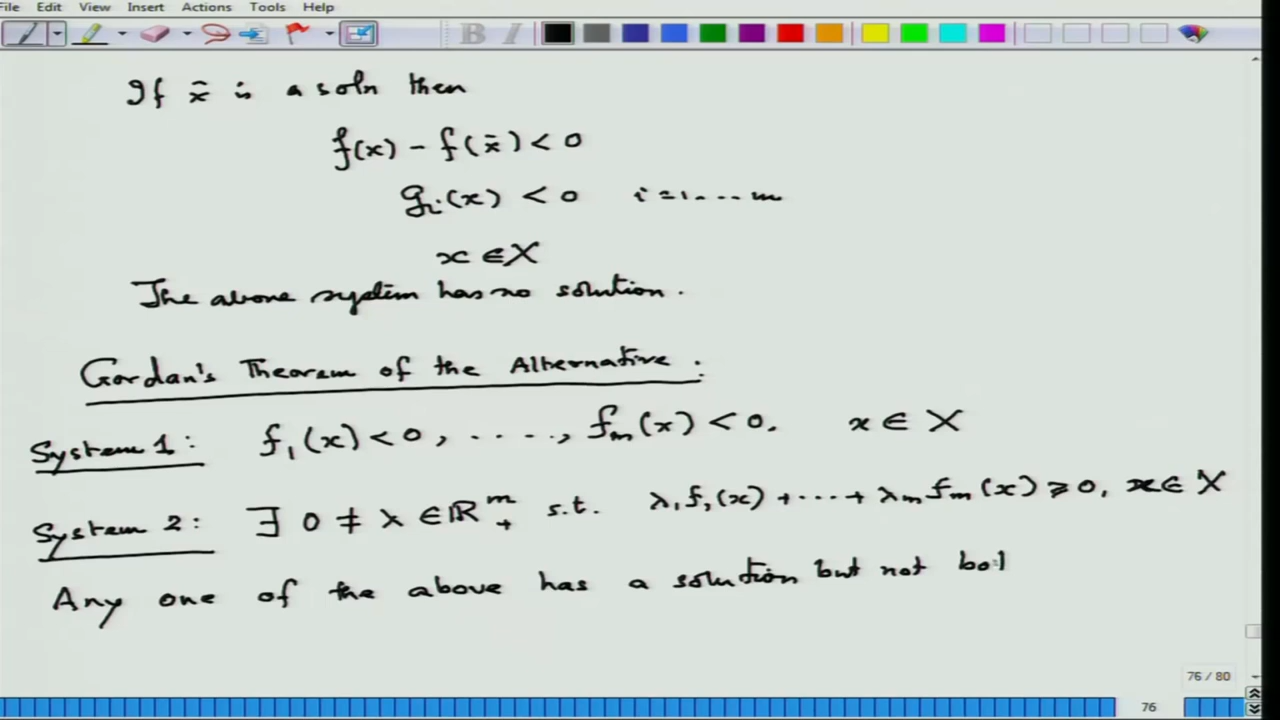 File Edit View Insert Actions Tools Help
B I
If x̄ is a soln then
f(x) - f(x̄) < 0
gᵢ(x) < 0 i = 1....m
x ∈ X
The above system has no solution.
Gordan's Theorem of the Alternative :
System 1: f₁(x) < 0, ....., fₘ(x) < 0. x ∈ X
System 2: ∃ 0 ≠ λ ∈ ℝᵐ₊ s.t. λ₁f₁(x) + ... + λₘfₘ(x) ≥ 0, x ∈ X
Any one of the above has a solution but not bot
76 / 80
76